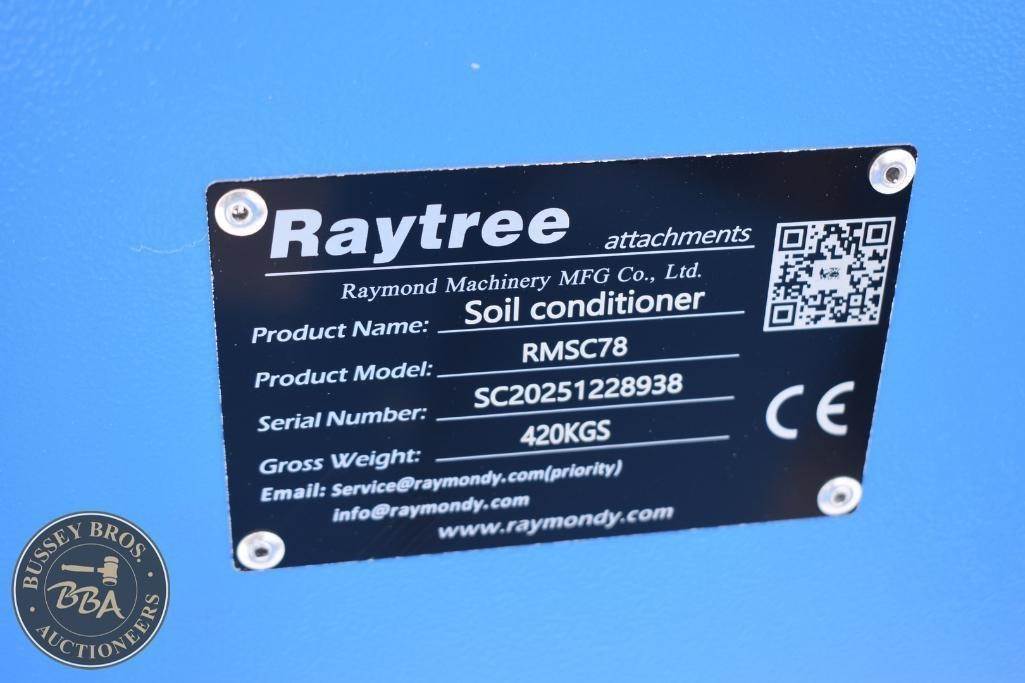 Raytree attachments
Raymond Machinery MFG Co., Ltd.
Product Name: Soil conditioner
Product Model: RMSC78
Serial Number: SC20251228938
Gross Weight: 420KGS
Email: Service@raymondy.com(priority)
info@raymondy.com
www.raymondy.com
CE
BUSSEY BROS.
BBA
AUCTIONEERS